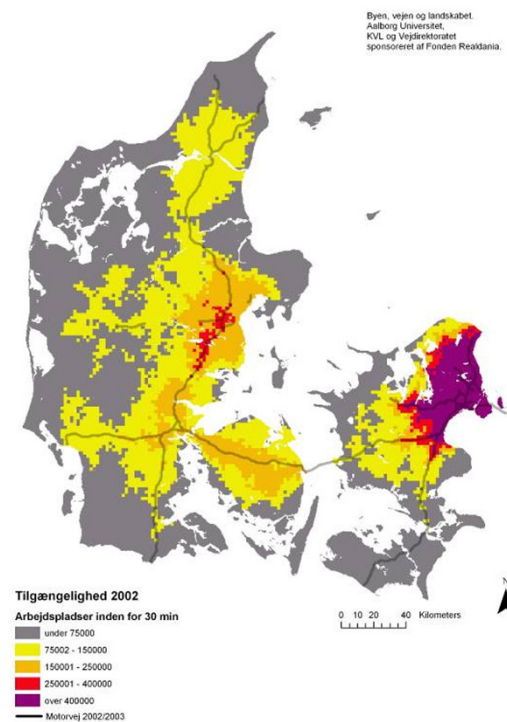 Byen, vejen og landskabet.
Aalborg Universitet,
KVL og Vejdirektoratet
sponsoreret af Fonden Realdania.
N
Tilgængelighed 2002
Arbejdspladser inden for 30 min
under 75000
75002 - 150000
150001 - 250000
250001 - 400000
over 400000
Motorvej 2002/2003
0 10 20 40 Kilometers